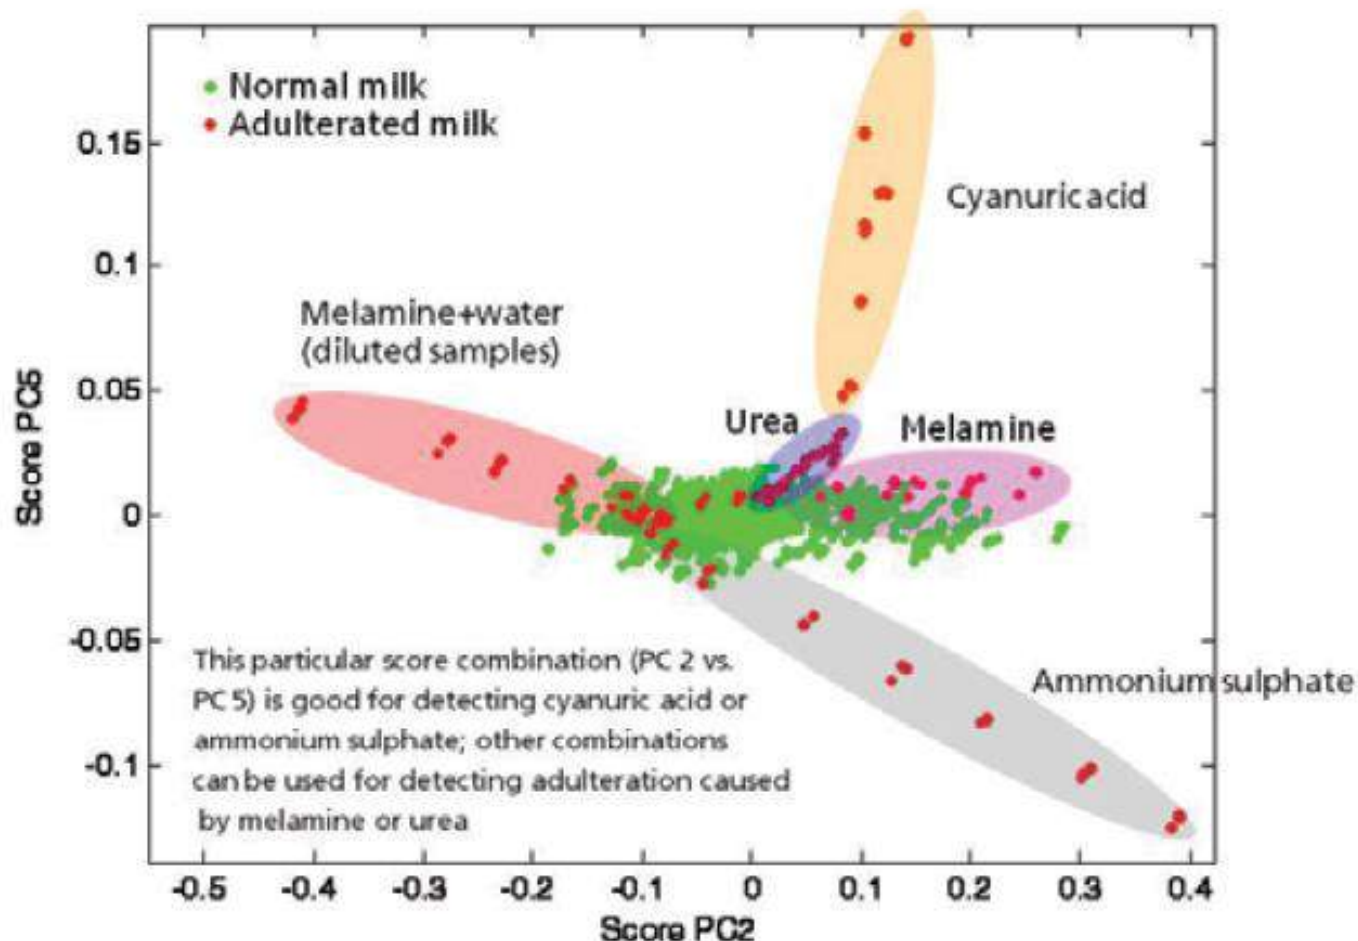 Normal milk
Adulterated milk
0.15
0.1
0.05
0
-0.05
-0.1
Score PC5
Cyanuric acid
Melamine+water
(diluted samples)
Urea
Melamine
Ammonium sulphate
This particular score combination (PC 2 vs.
PC 5) is good for detecting cyanuric acid or
ammonium sulphate; other combinations
can be used for detecting adulteration caused
by melamine or urea
-0.5 -0.4 -0.3 -0.2 -0.1 0 0.1 0.2 0.3 0.4
Score PC2